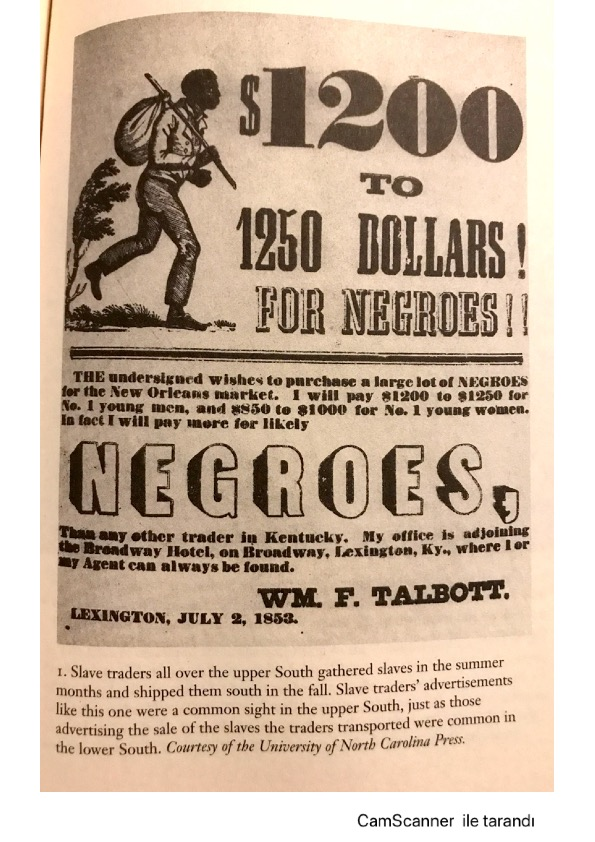 $1200
TO
1250 DOLLARS!
FOR NEGROES!!
THE undersigned wishes to purchase a large lot of NEGROES
for the New Orleans market. I will pay $1200 to $1250 for
No. 1 young men, and $850 to $1000 for No. 1 young women.
In fact I will pay more for likely
NEGROES,
Than any other trader in Kentucky. My office is adjoining
the Broadway Hotel, on Broadway, Lexington, Ky., where I or
my Agent can always be found.
WM. F. TALBOTT.
LEXINGTON, JULY 2, 1853.
1. Slave traders all over the upper South gathered slaves in the summer
months and shipped them south in the fall. Slave traders' advertisements
like this one were a common sight in the upper South, just as those
advertising the sale of the slaves the traders transported were common in
the lower South. Courtesy of the University of North Carolina Press.
CamScanner ile tarandı